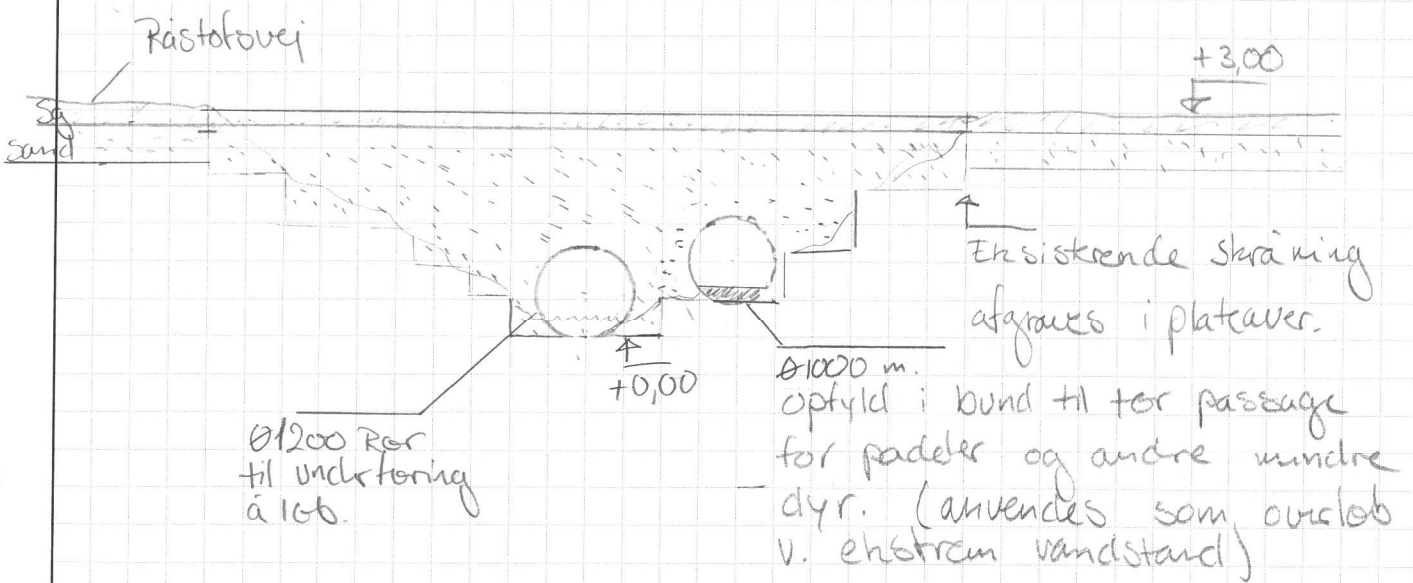 Råstofsvej
+3,00
Sg
sand
Eksisterende skråning
afgraves i plateauer.
+0,00
Ø1200 Rør
til underføring
å løb.
Ø1000 m.
opfyld i bund til tør passage
for padder og andre mindre
dyr. (anvendes som overløb
v. ekstrem vandstand)